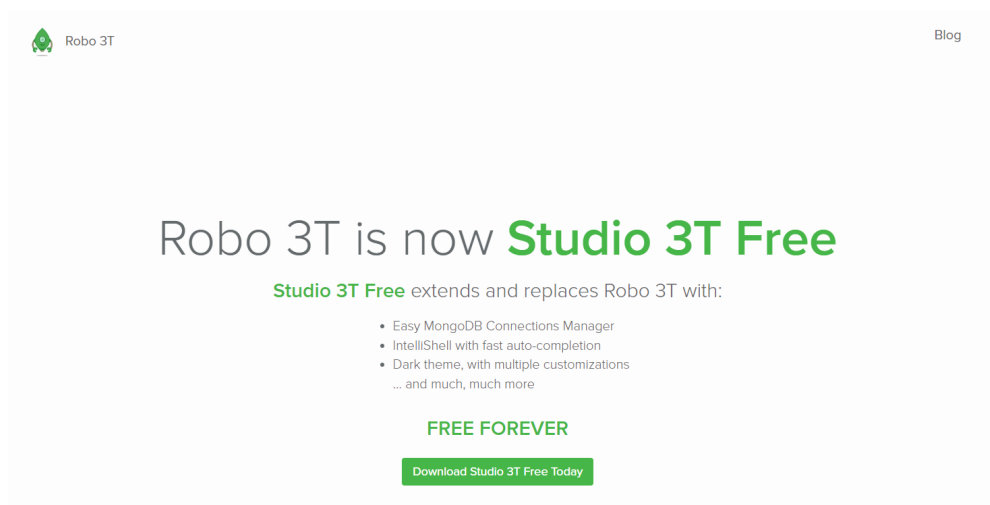 Robo 3T
Blog
Robo 3T is now Studio 3T Free
Studio 3T Free extends and replaces Robo 3T with:
• Easy MongoDB Connections Manager
• IntelliShell with fast auto-completion
• Dark theme, with multiple customizations
... and much, much more
FREE FOREVER
Download Studio 3T Free Today